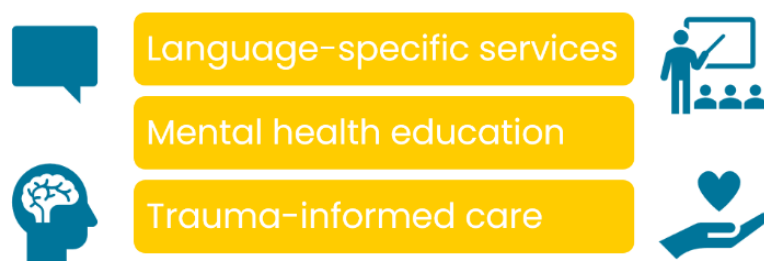 Language-specific services
Mental health education
Trauma-informed care